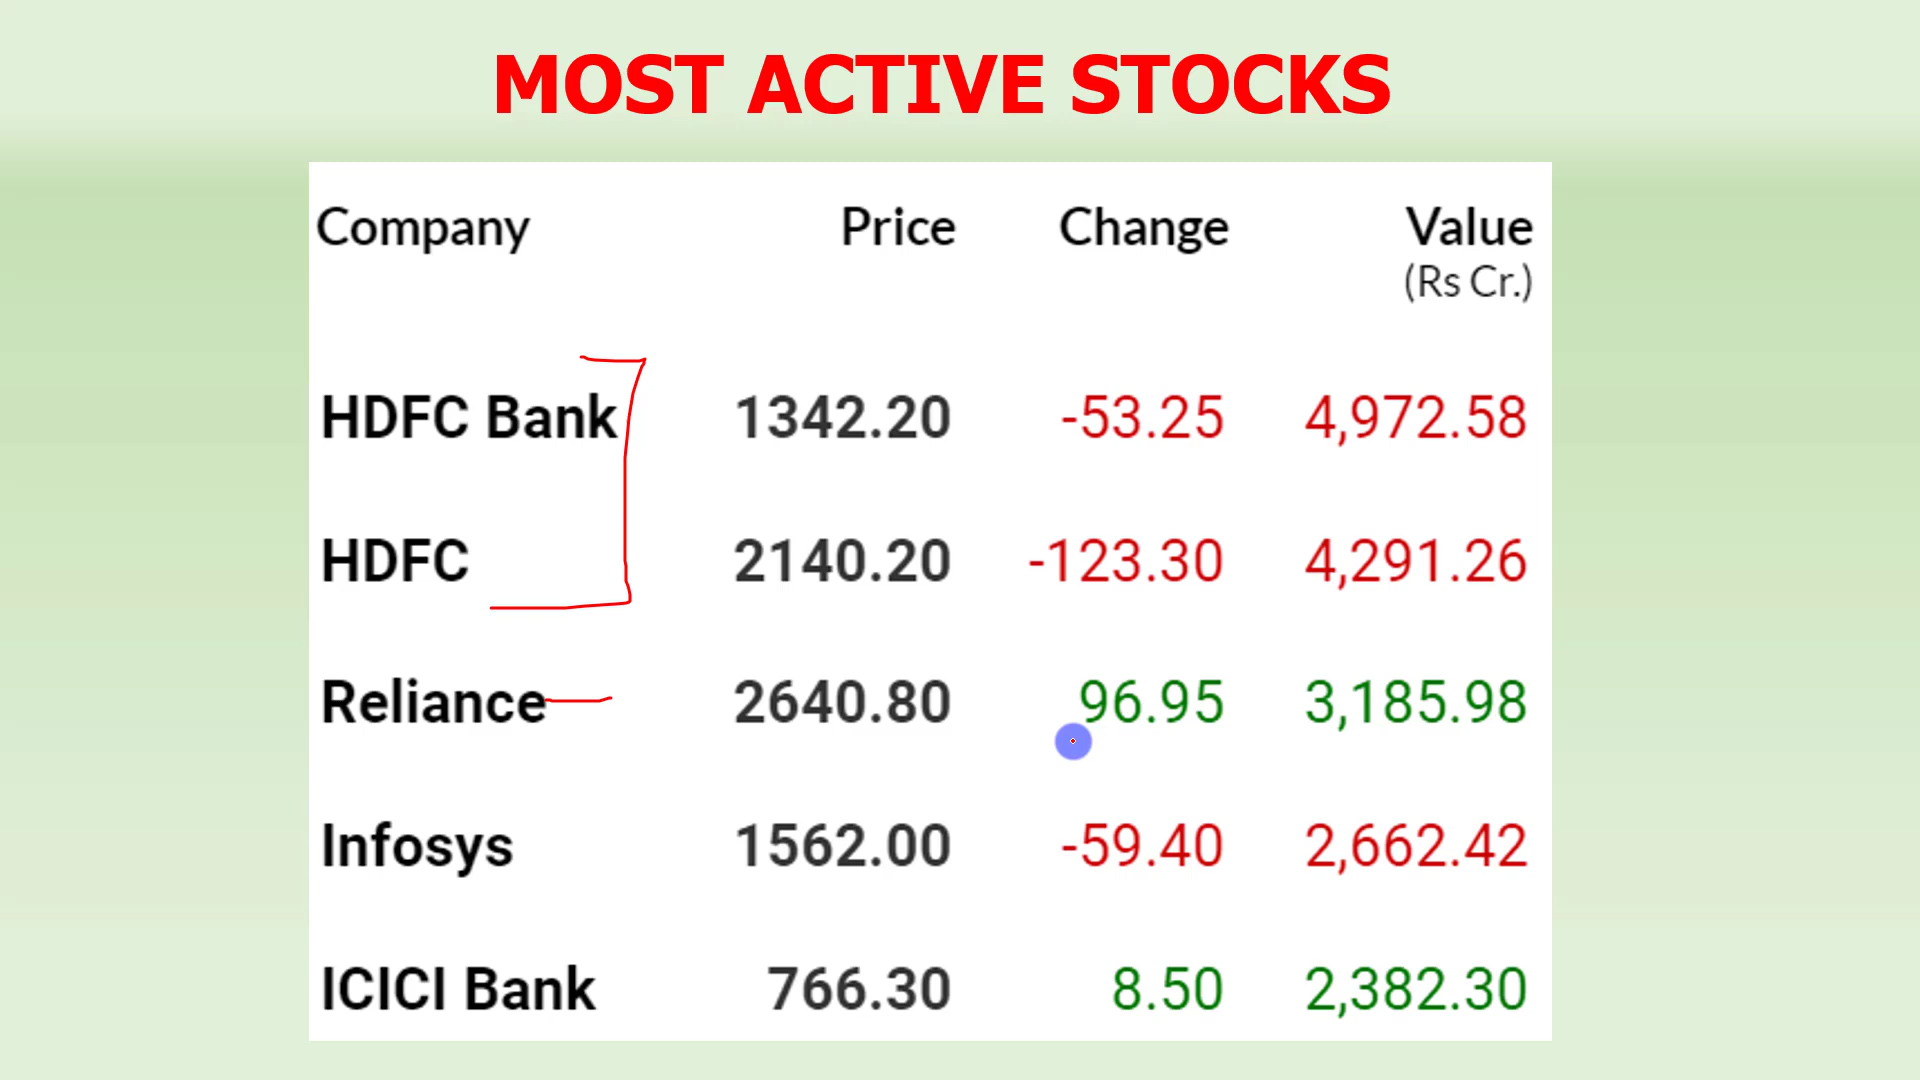 MOST ACTIVE STOCKS
Company Price Change Value
(Rs Cr.)
HDFC Bank 1342.20 -53.25 4,972.58
HDFC 2140.20 -123.30 4,291.26
Reliance 2640.80 96.95 3,185.98
Infosys 1562.00 -59.40 2,662.42
ICICI Bank 766.30 8.50 2,382.30